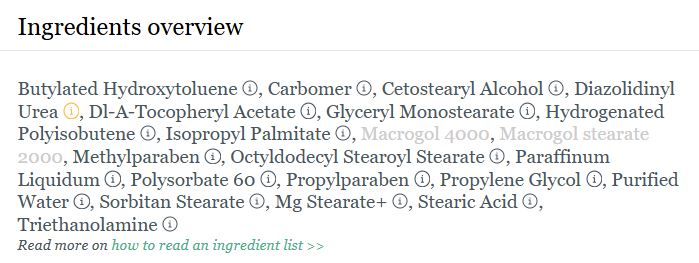 Ingredients overview
Butylated Hydroxytoluene ⓘ, Carbomer ⓘ, Cetostearyl Alcohol ⓘ, Diazolidinyl
Urea ⓘ, Dl-A-Tocopheryl Acetate ⓘ, Glyceryl Monostearate ⓘ, Hydrogenated
Polyisobutene ⓘ, Isopropyl Palmitate ⓘ, Macrogol 4000, Macrogol stearate
2000, Methylparaben ⓘ, Octyldodecyl Stearoyl Stearate ⓘ, Paraffinum
Liquidum ⓘ, Polysorbate 60 ⓘ, Propylparaben ⓘ, Propylene Glycol ⓘ, Purified
Water ⓘ, Sorbitan Stearate ⓘ, Mg Stearate+ ⓘ, Stearic Acid ⓘ,
Triethanolamine ⓘ
Read more on how to read an ingredient list >>